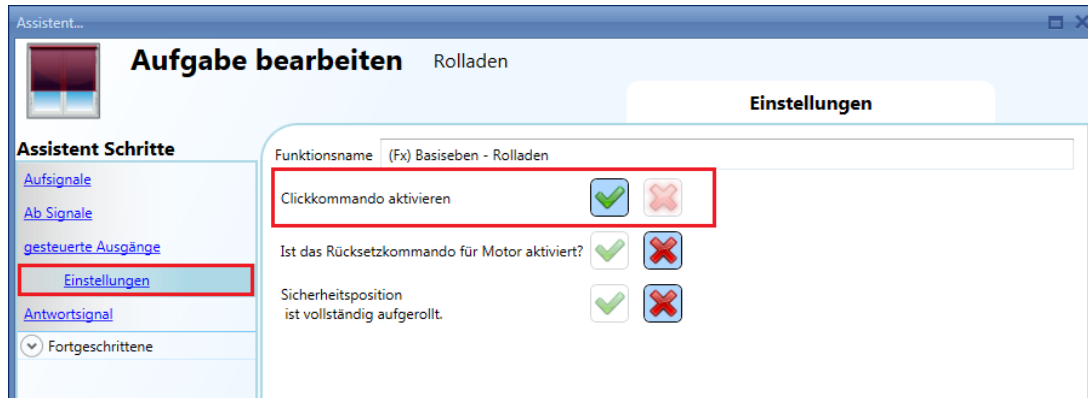 Assistent...
Aufgabe bearbeiten Rolladen
Einstellungen
Assistent Schritte
Aufsignale
Ab Signale
gesteuerte Ausgänge
Einstellungen
Antwortsignal
Fortgeschrittene
Funktionsname (Fx) Basiseben - Rolladen
Clickkommando aktivieren
Ist das Rücksetzkommando für Motor aktiviert?
Sicherheitsposition
ist vollständig aufgerollt.